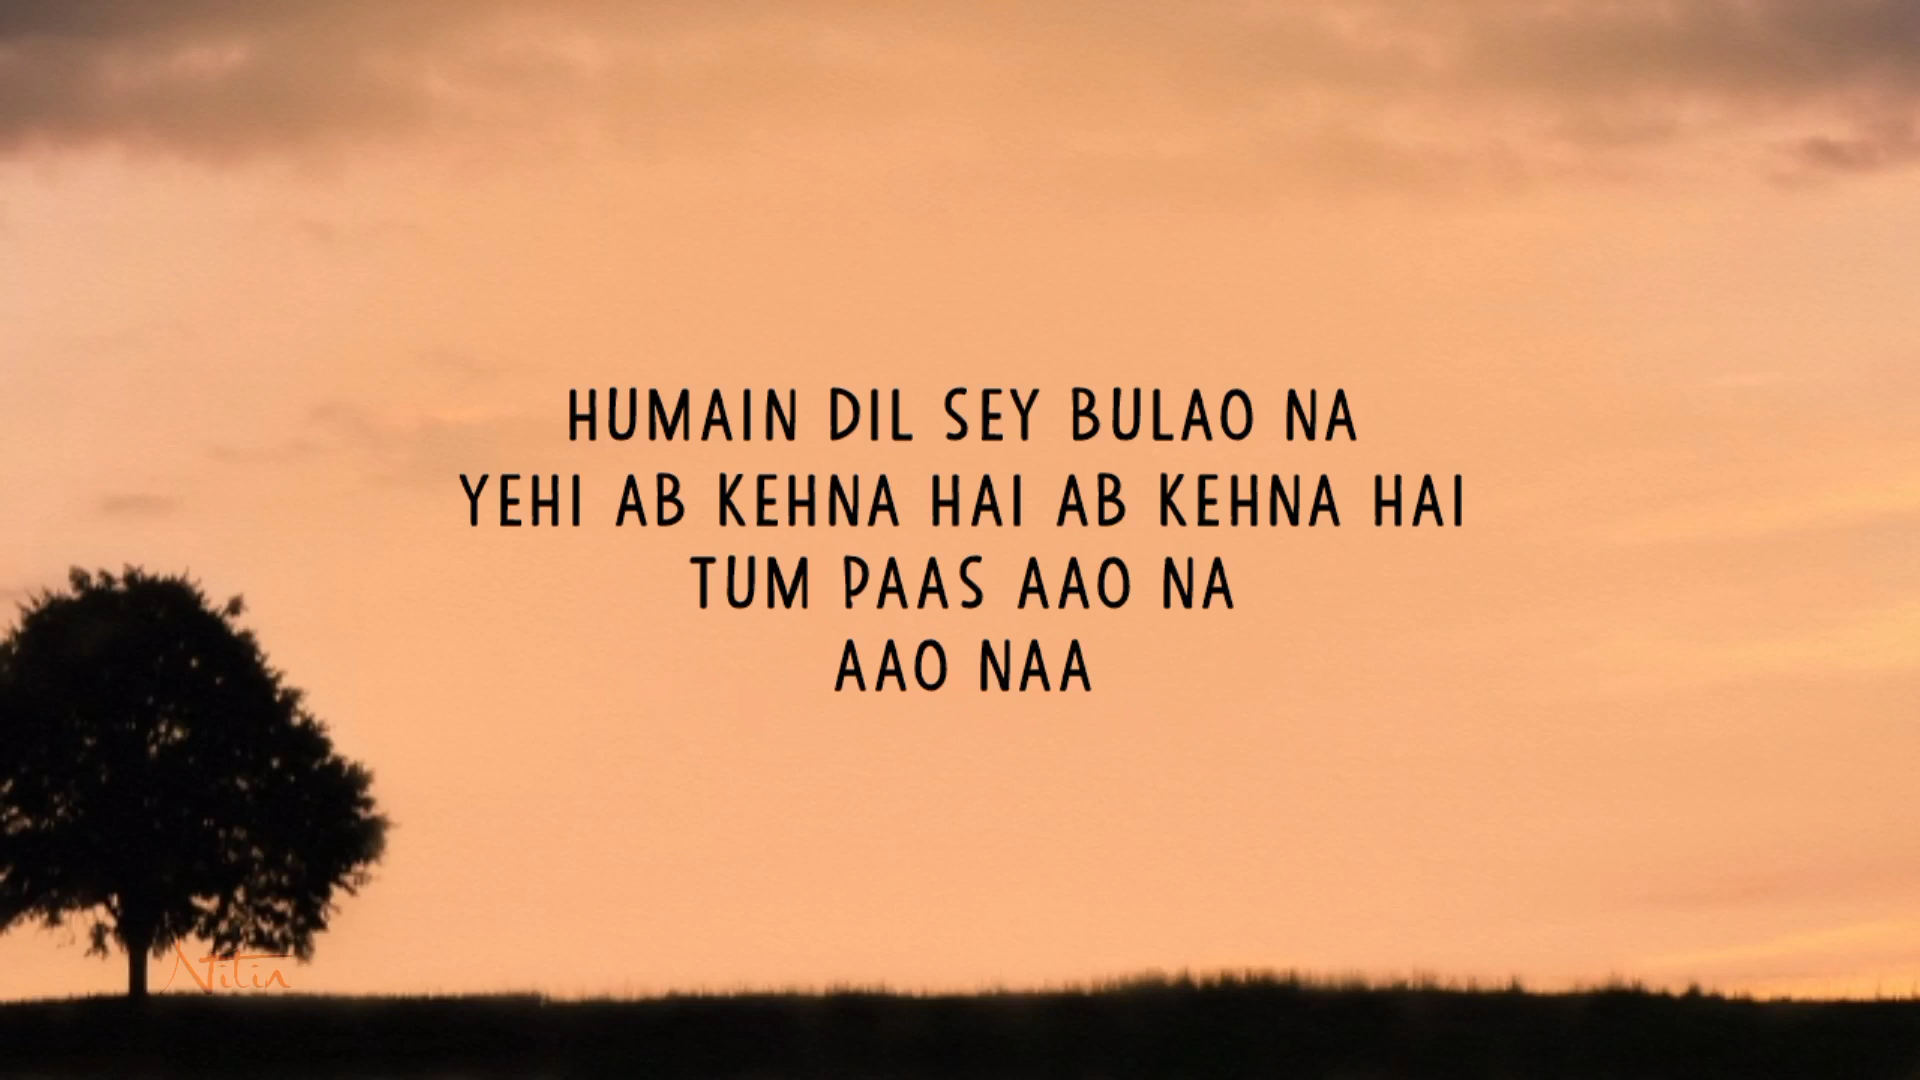 HUMAIN DIL SEY BULAO NA
YEHI AB KEHNA HAI AB KEHNA HAI
TUM PAAS AAO NA
AAO NAA
Nitin